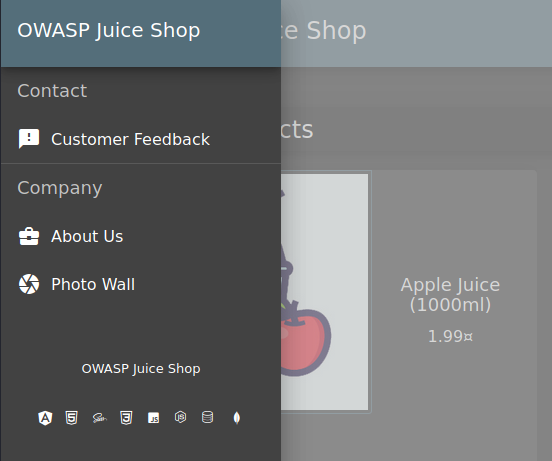 OWASP Juice Shop
e Shop
Contact
Customer Feedback
cts
Company
About Us
Photo Wall
Apple Juice
(1000ml)
1.99¤
OWASP Juice Shop